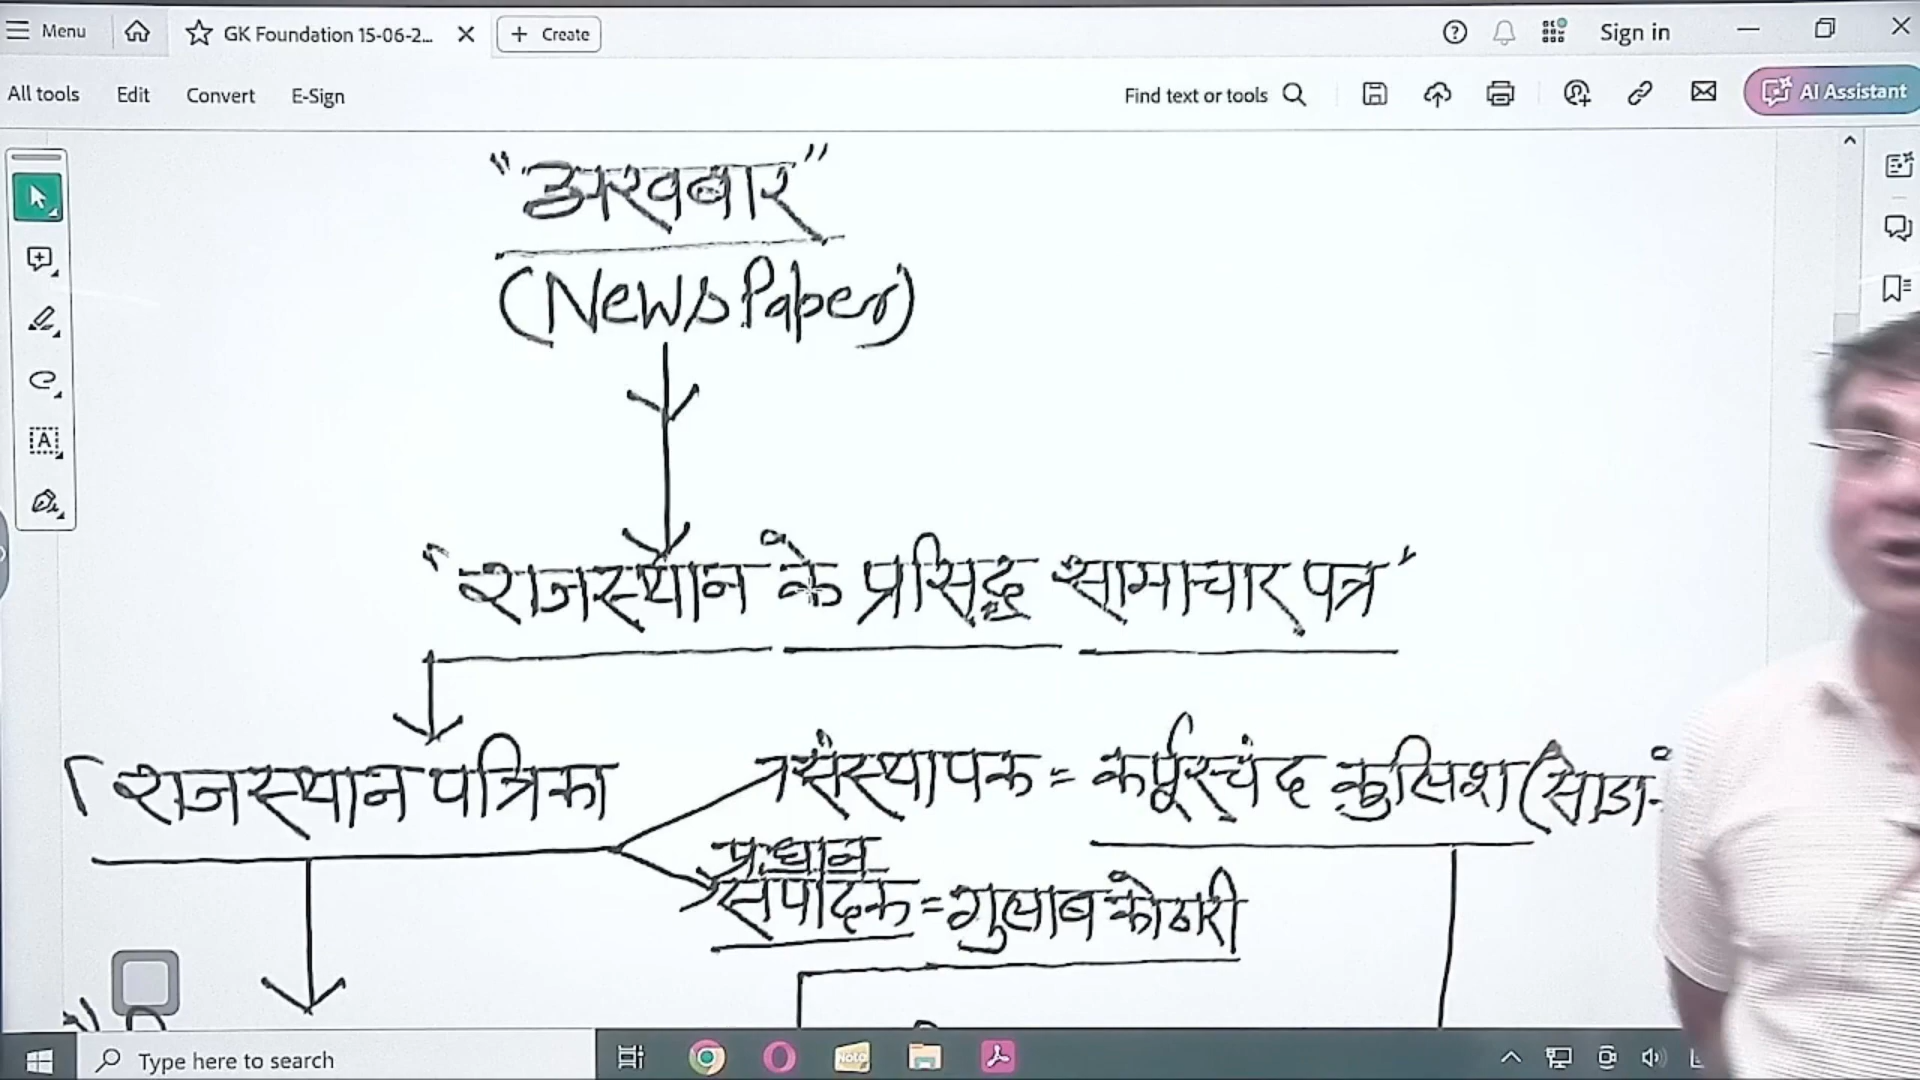 Menu GK Foundation 15-06-2... Create Sign in
All tools Edit Convert E-Sign Find text or tools AI Assistant
"अखबार"
(NewsPaper)
"राजस्थान के प्रसिद्ध सामाचार पत्र"
राजस्थान पत्रिका
संस्थापक = कर्पूरचंद कुलिश (सोडा
प्रधान
संपादक = गुलाब कोठारी
Type here to search